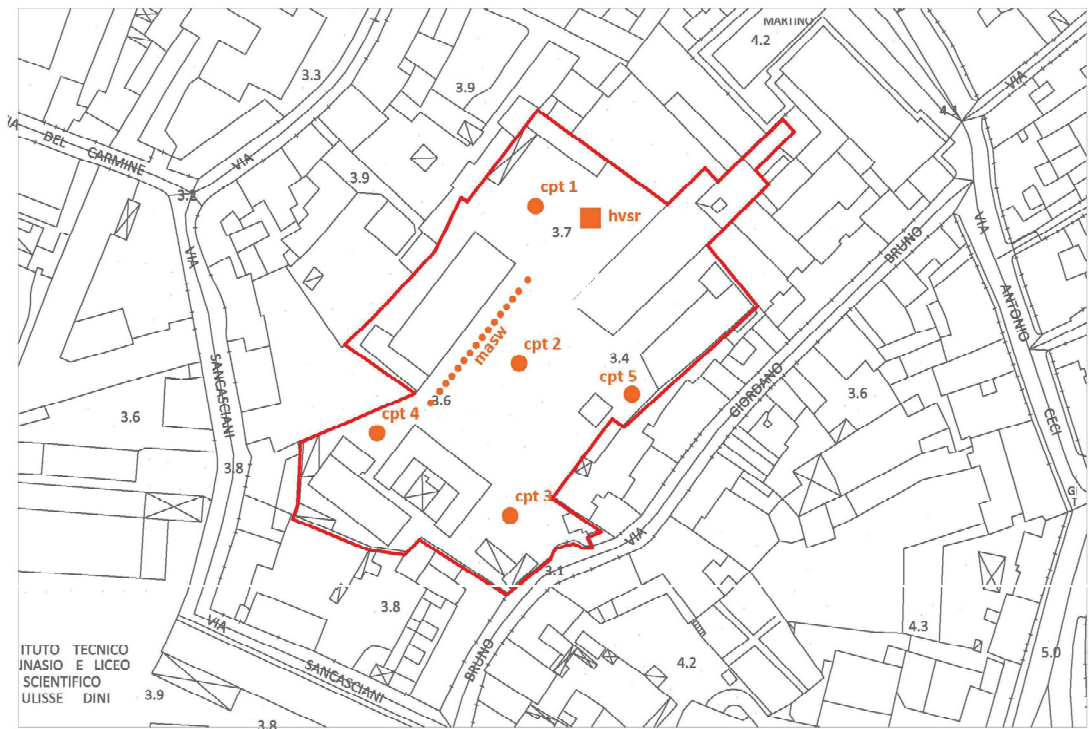 MARTINO
4.2
3.3
3.9
VIA
4.1
DEL CARMINE
VIA
3.9
3.2
cpt 1
hvsr
3.7
VIA
VIA
BRUNO
ANTONIO
masw
cpt 2
3.4
cpt 5
SANCASCIANI
GIORDANO
3.6
3.6
3.6
cpt 4
CECI
3.8
cpt 3
VIA
3.1
3.8
4.3
VIA
ITUTO TECNICO
INASIO E LICEO
SCIENTIFICO
ULISSE DINI
SANCASCIANI
BRUNO
4.2
5.0
3.9
3.8